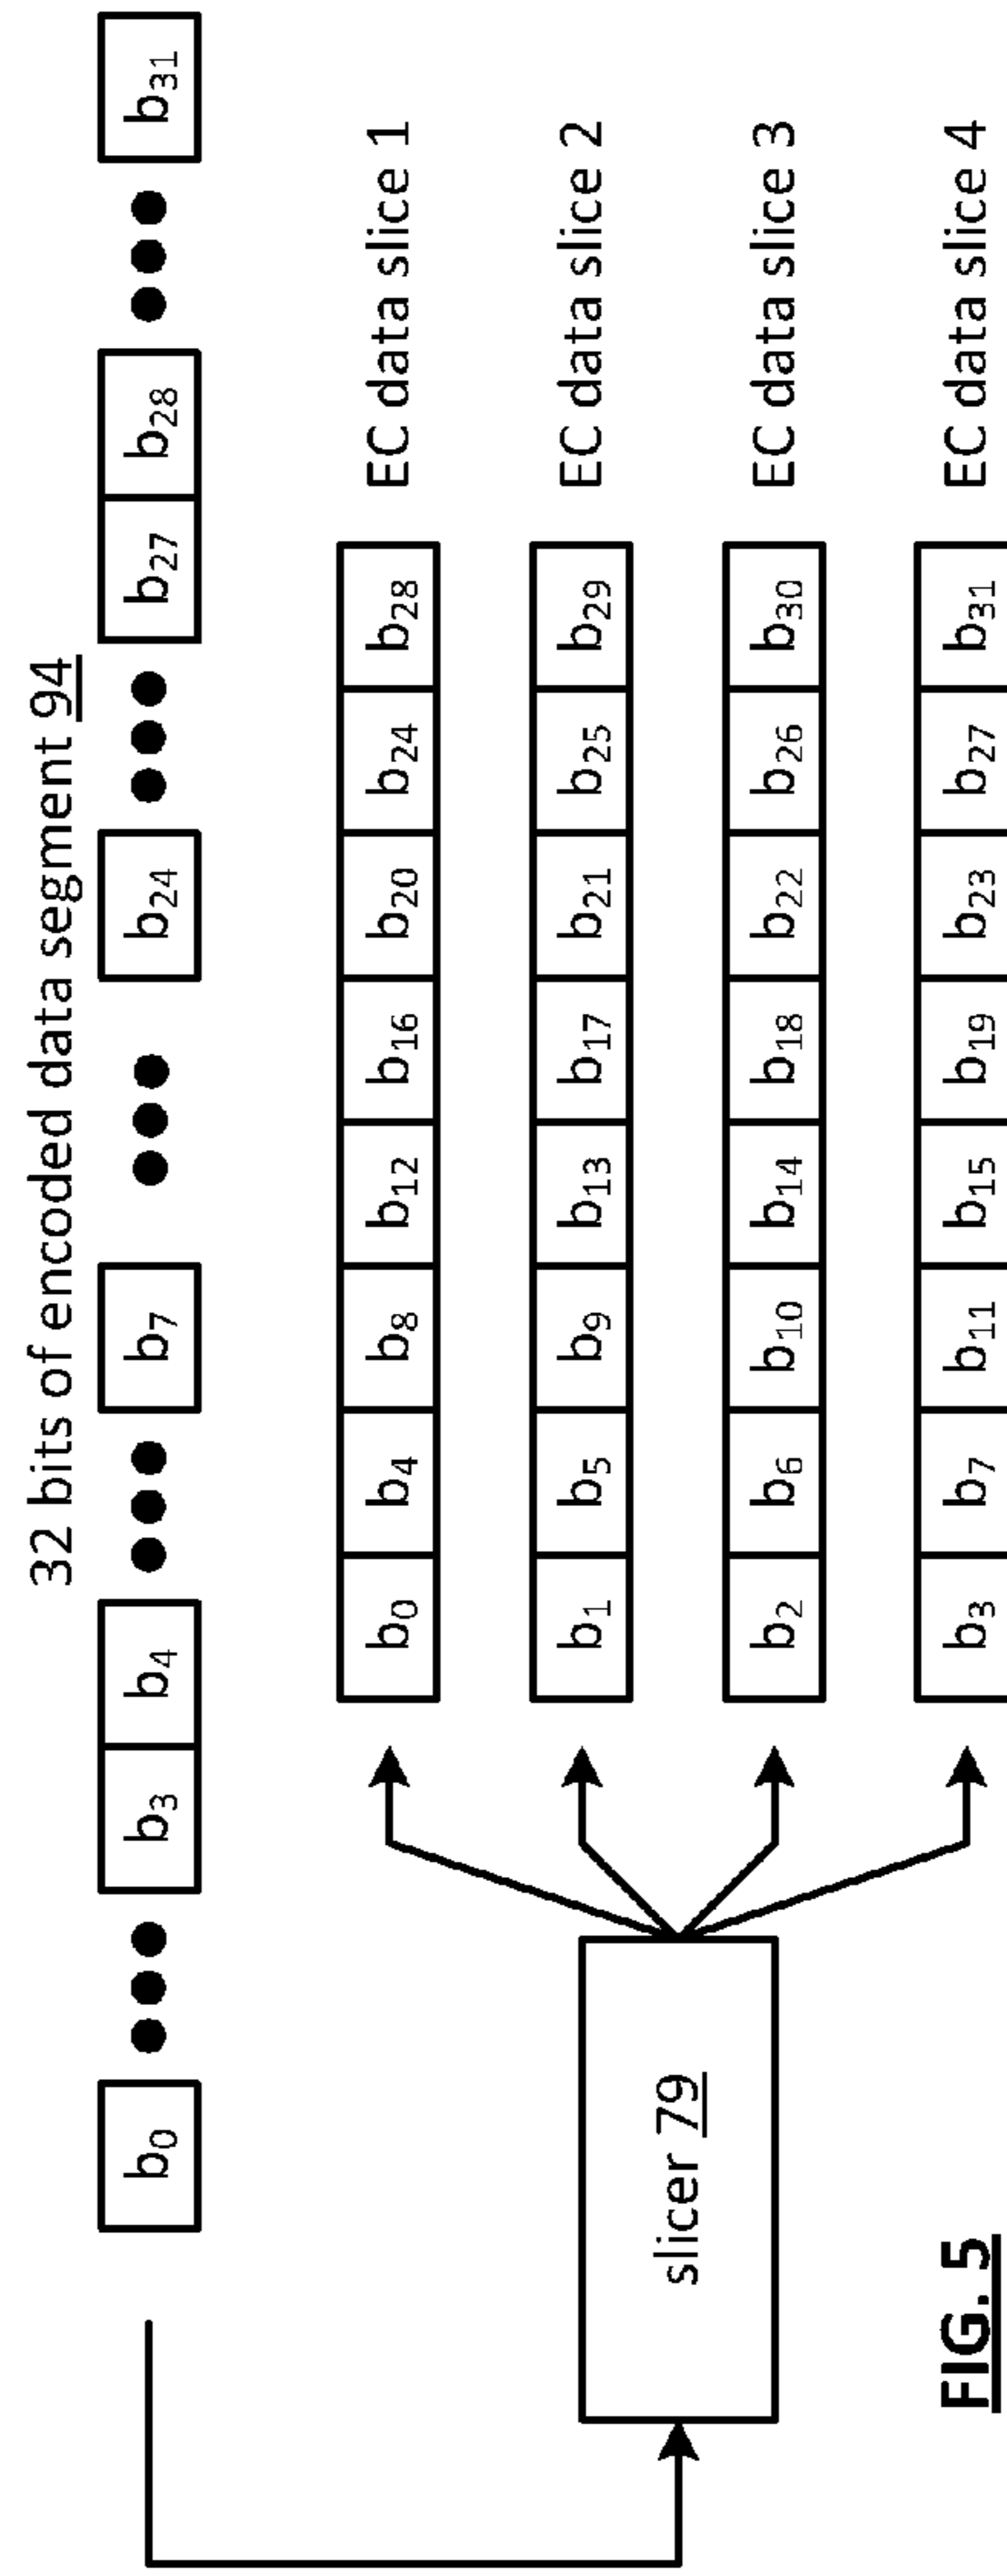 32 bits of encoded data segment 94
b0 ••• b3 b4 ••• b7 ••• b24 ••• b27 b28 ••• b31
b0 b4 b8 b12 b16 b20 b24 b28 EC data slice 1
b1 b5 b9 b13 b17 b21 b25 b29 EC data slice 2
slicer 79
b2 b6 b10 b14 b18 b22 b26 b30 EC data slice 3
b3 b7 b11 b15 b19 b23 b27 b31 EC data slice 4
FIG. 5